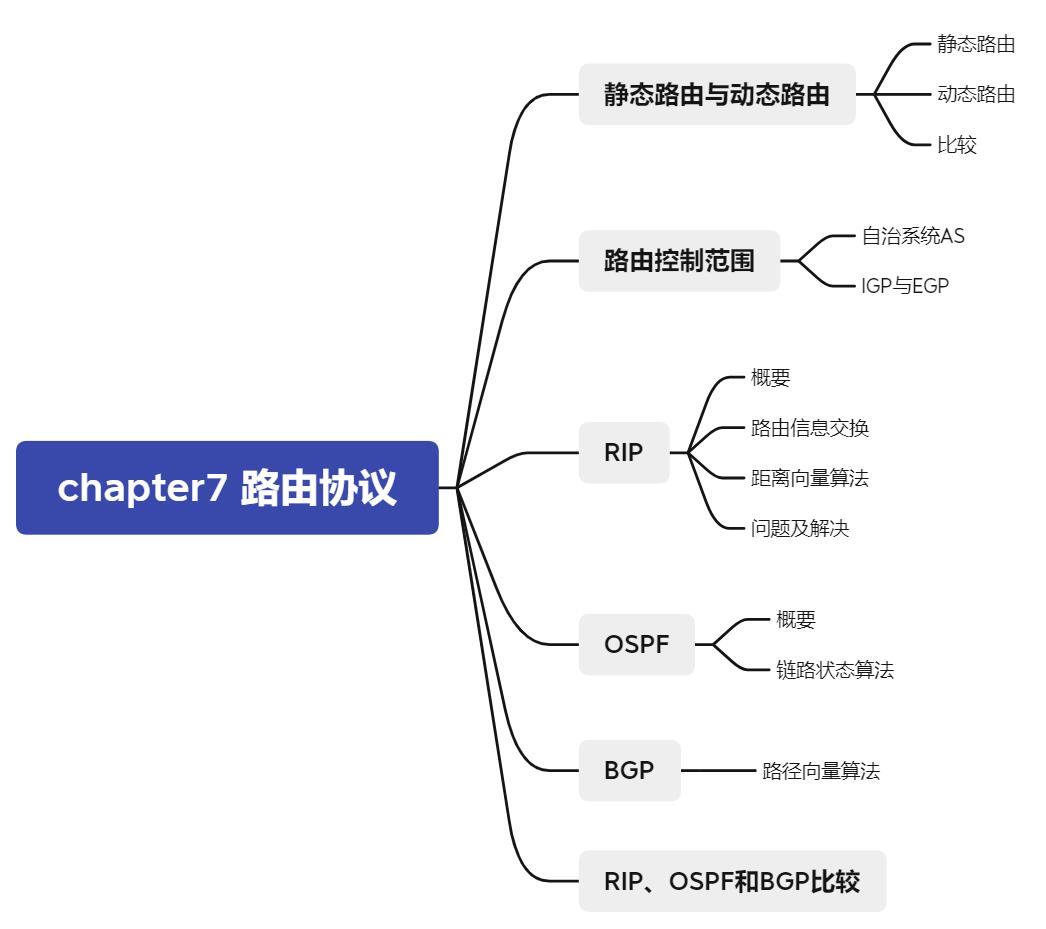 chapter7 路由协议
静态路由与动态路由
静态路由
动态路由
比较
路由控制范围
自治系统AS
IGP与EGP
RIP
概要
路由信息交换
距离向量算法
问题及解决
OSPF
概要
链路状态算法
BGP
路径向量算法
RIP、OSPF和BGP比较